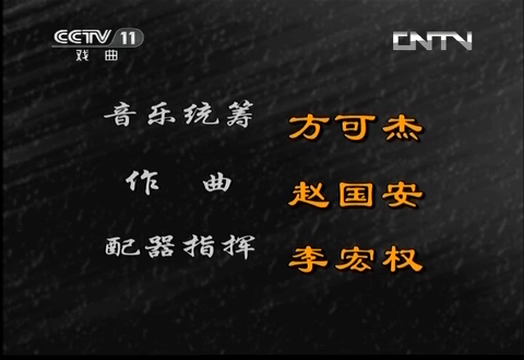 CCTV 11
CNTV
戏曲
音乐统筹 方可杰
作曲 赵国安
配器指挥 李宏权